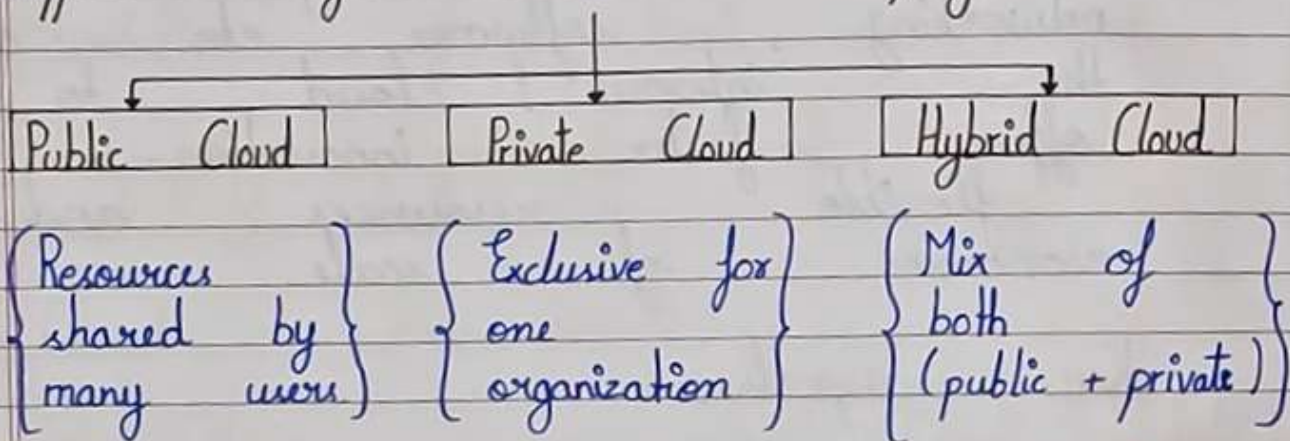 Public Cloud
Private Cloud
Hybrid Cloud
Resources
shared by
many users
Exclusive for
one
organization
Mix of
both
(public + private)